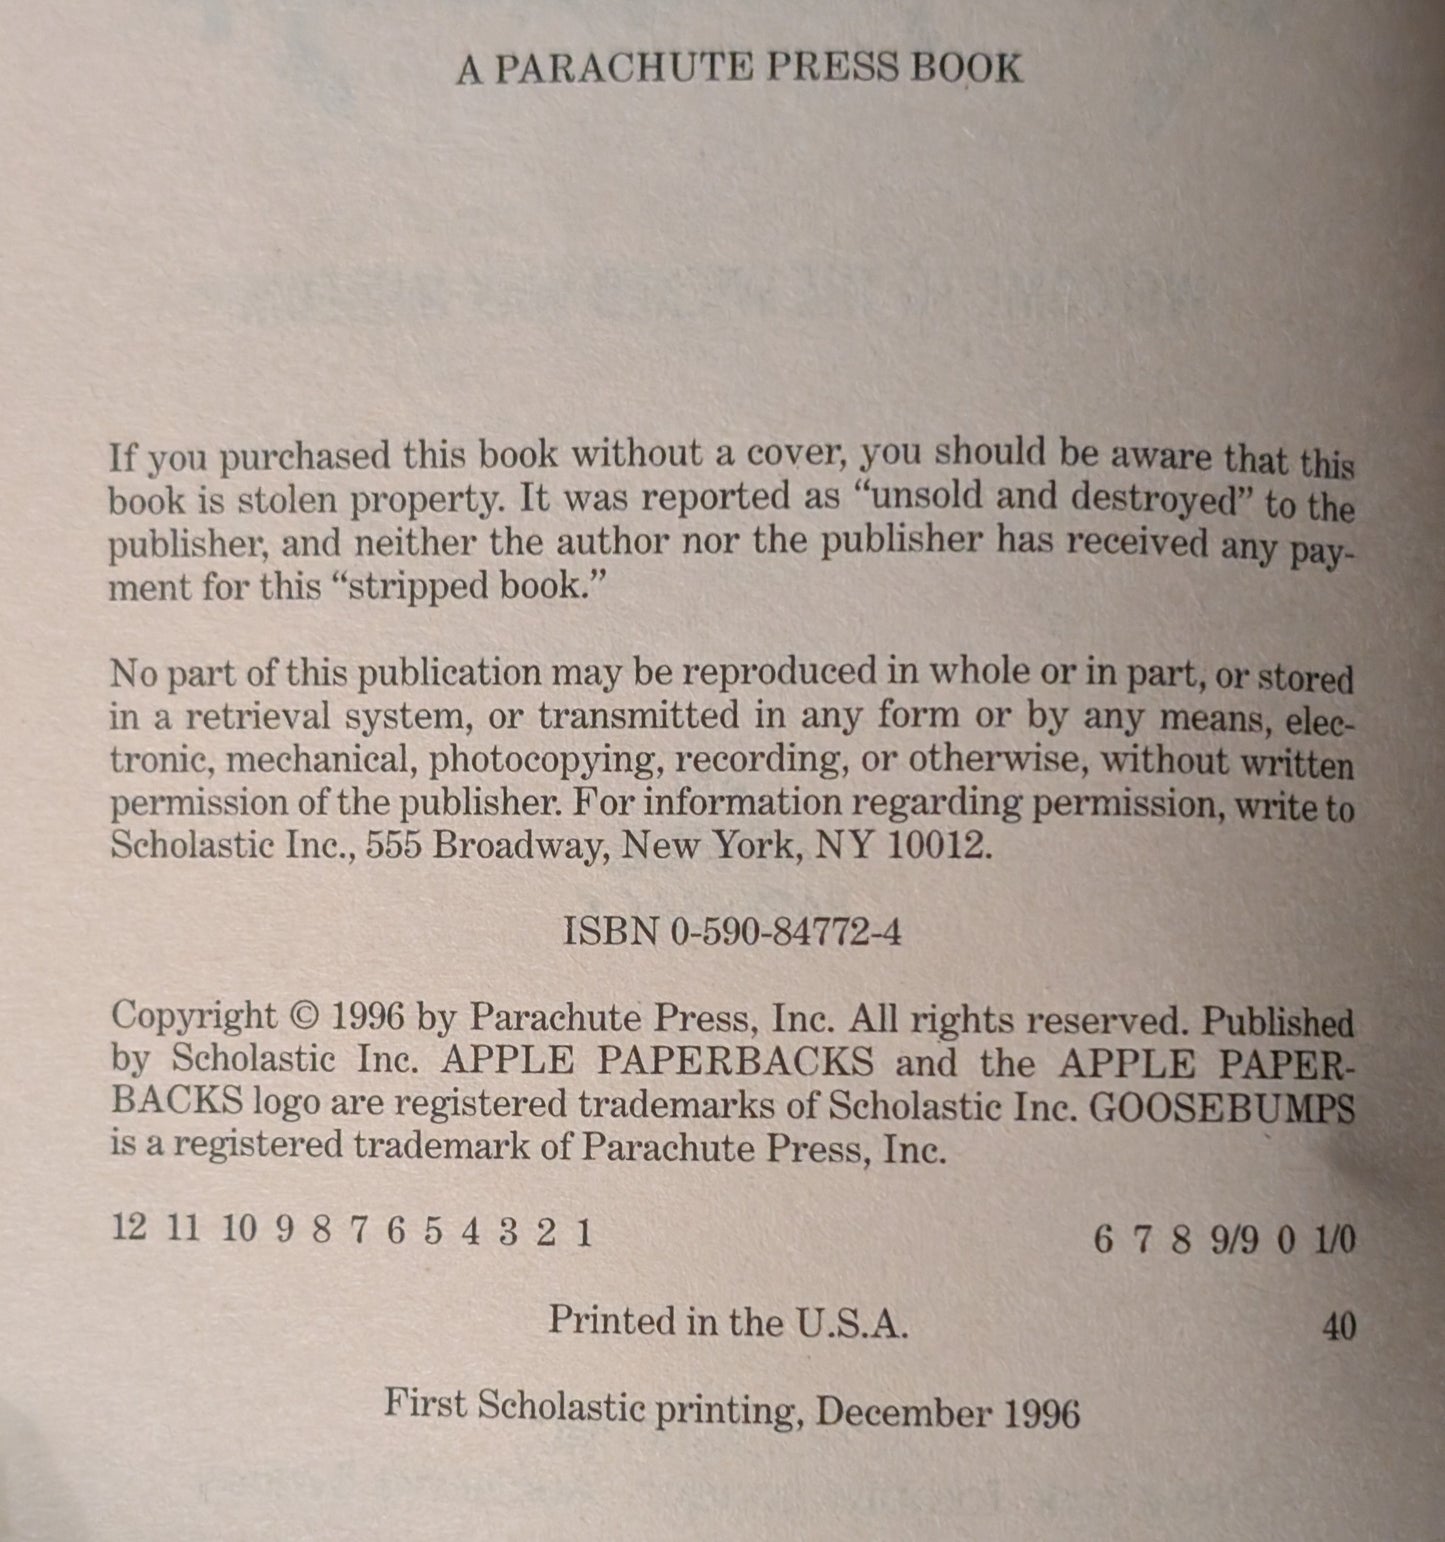 A PARACHUTE PRESS BOOK
If you purchased this book without a cover, you should be aware that this
book is stolen property. It was reported as “unsold and destroyed” to the
publisher, and neither the author nor the publisher has received any pay-
ment for this “stripped book.”
No part of this publication may be reproduced in whole or in part, or stored
in a retrieval system, or transmitted in any form or by any means, elec-
tronic, mechanical, photocopying, recording, or otherwise, without written
permission of the publisher. For information regarding permission, write to
Scholastic Inc., 555 Broadway, New York, NY 10012.
ISBN 0-590-84772-4
Copyright © 1996 by Parachute Press, Inc. All rights reserved. Published
by Scholastic Inc. APPLE PAPERBACKS and the APPLE PAPER-
BACKS logo are registered trademarks of Scholastic Inc. GOOSEBUMPS
is a registered trademark of Parachute Press, Inc.
12 11 10 9 8 7 6 5 4 3 2 1 6 7 8 9/9 0 1/0
Printed in the U.S.A. 40
First Scholastic printing, December 1996